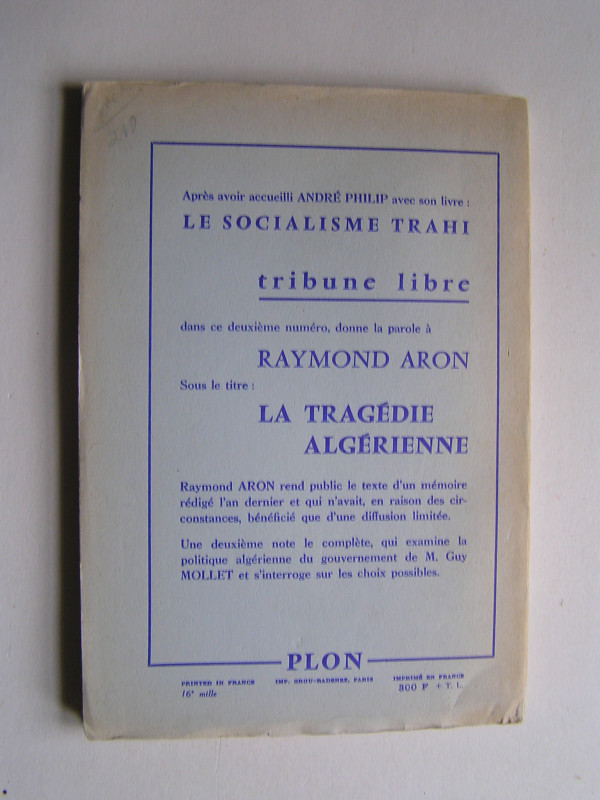 Après avoir accueilli ANDRÉ PHILIP avec son livre :
LE SOCIALISME TRAHI
tribune libre
dans ce deuxième numéro, donne la parole à
RAYMOND ARON
Sous le titre :
LA TRAGÉDIE
ALGÉRIENNE
Raymond ARON rend public le texte d'un mémoire
rédigé l'an dernier et qui n'avait, en raison des cir-
constances, bénéficié que d'une diffusion limitée.
Une deuxième note le complète, qui examine la
politique algérienne du gouvernement de M. Guy
MOLLET et s'interroge sur les choix possibles.
PLON
PRINTED IN FRANCE IMP. PARIS IMPRIMÉ EN FRANCE
16e mille 300 F + T. L.